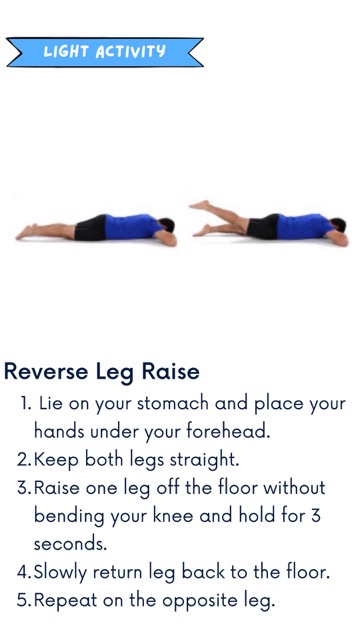 LIGHT ACTIVITY
Reverse Leg Raise
1. Lie on your stomach and place your
hands under your forehead.
2. Keep both legs straight.
3. Raise one leg off the floor without
bending your knee and hold for 3
seconds.
4. Slowly return leg back to the floor.
5. Repeat on the opposite leg.